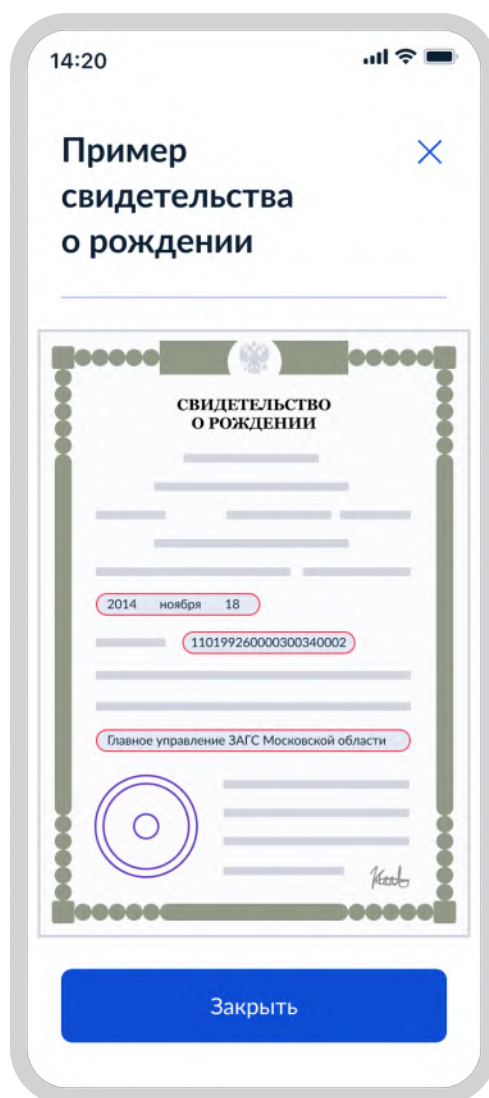 14:20
Пример
свидетельства
о рождении
СВИДЕТЕЛЬСТВО
О РОЖДЕНИИ
2014 ноября 18
110199260000300340002
Главное управление ЗАГС Московской области
Закрыть